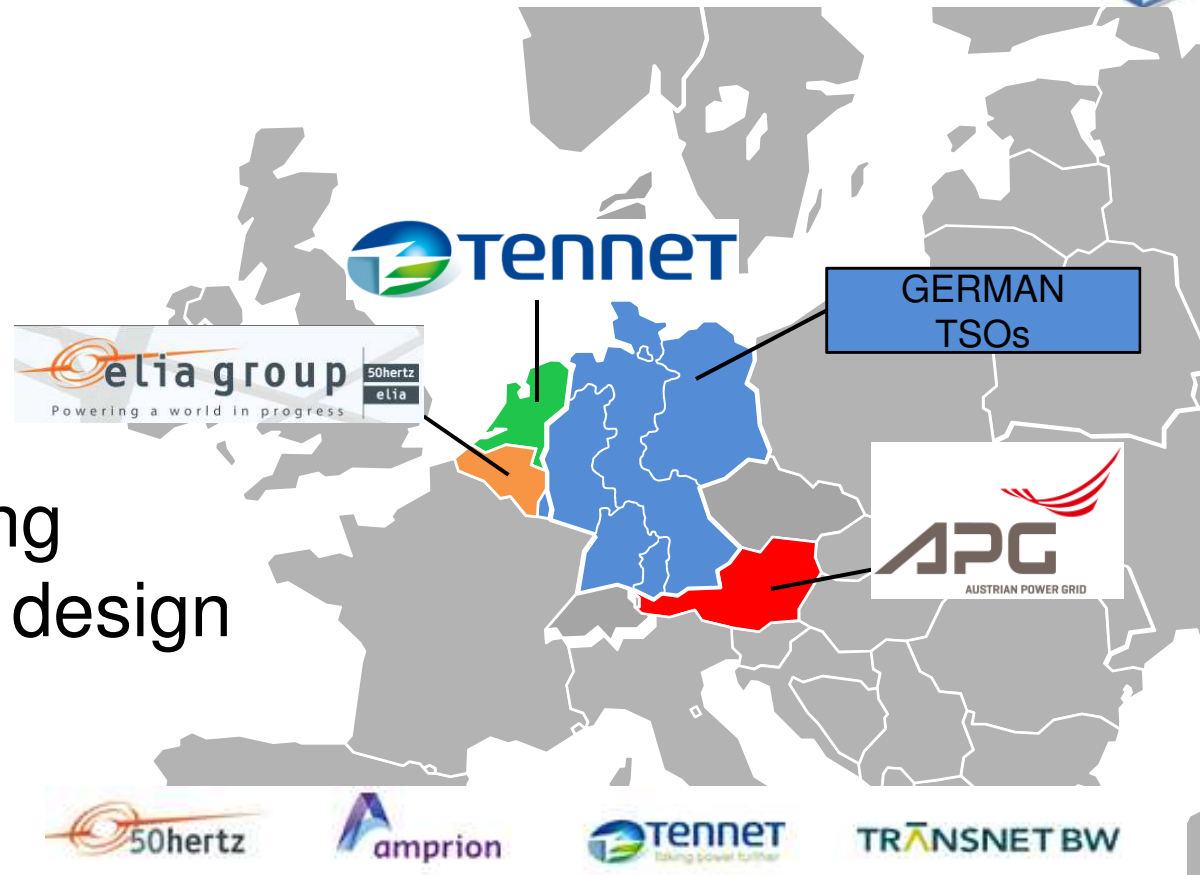 TENNET
GERMAN
TSOs
elia group
50hertz
elia
Powering a world in progress
ng
design
APG
AUSTRIAN POWER GRID
50hertz
amprion
TENNET
Taking power further
TRANSNET BW